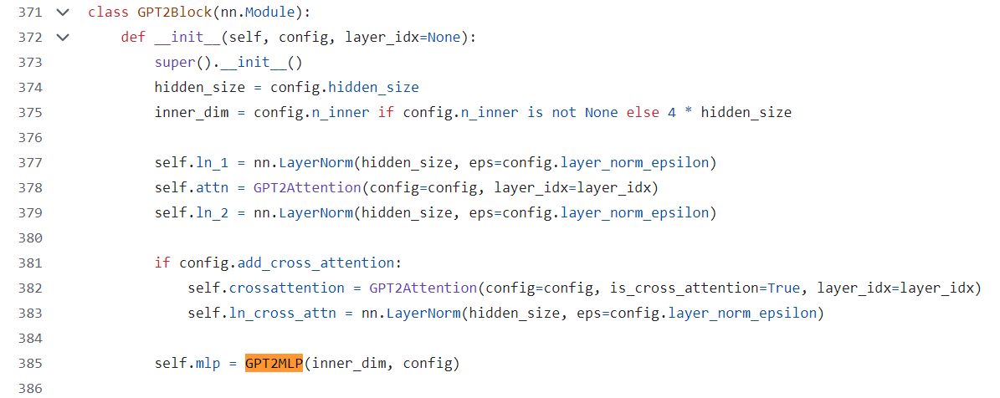 371 class GPT2Block(nn.Module):
372     def __init__(self, config, layer_idx=None):
373         super().__init__()
374         hidden_size = config.hidden_size
375         inner_dim = config.n_inner if config.n_inner is not None else 4 * hidden_size
376
377         self.ln_1 = nn.LayerNorm(hidden_size, eps=config.layer_norm_epsilon)
378         self.attn = GPT2Attention(config=config, layer_idx=layer_idx)
379         self.ln_2 = nn.LayerNorm(hidden_size, eps=config.layer_norm_epsilon)
380
381         if config.add_cross_attention:
382             self.crossattention = GPT2Attention(config=config, is_cross_attention=True, layer_idx=layer_idx)
383             self.ln_cross_attn = nn.LayerNorm(hidden_size, eps=config.layer_norm_epsilon)
384
385         self.mlp = GPT2MLP(inner_dim, config)
386